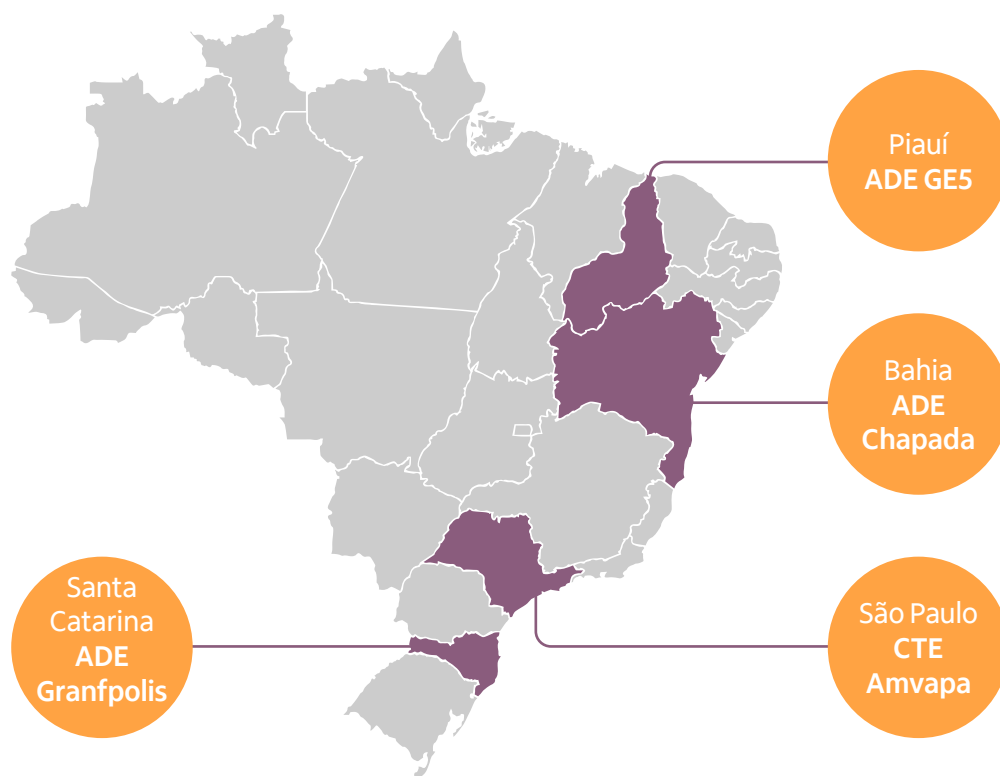 Piauí
ADE GE5
Bahia
ADE
Chapada
Santa
Catarina
ADE
Granfpolis
São Paulo
CTE
Amvapa